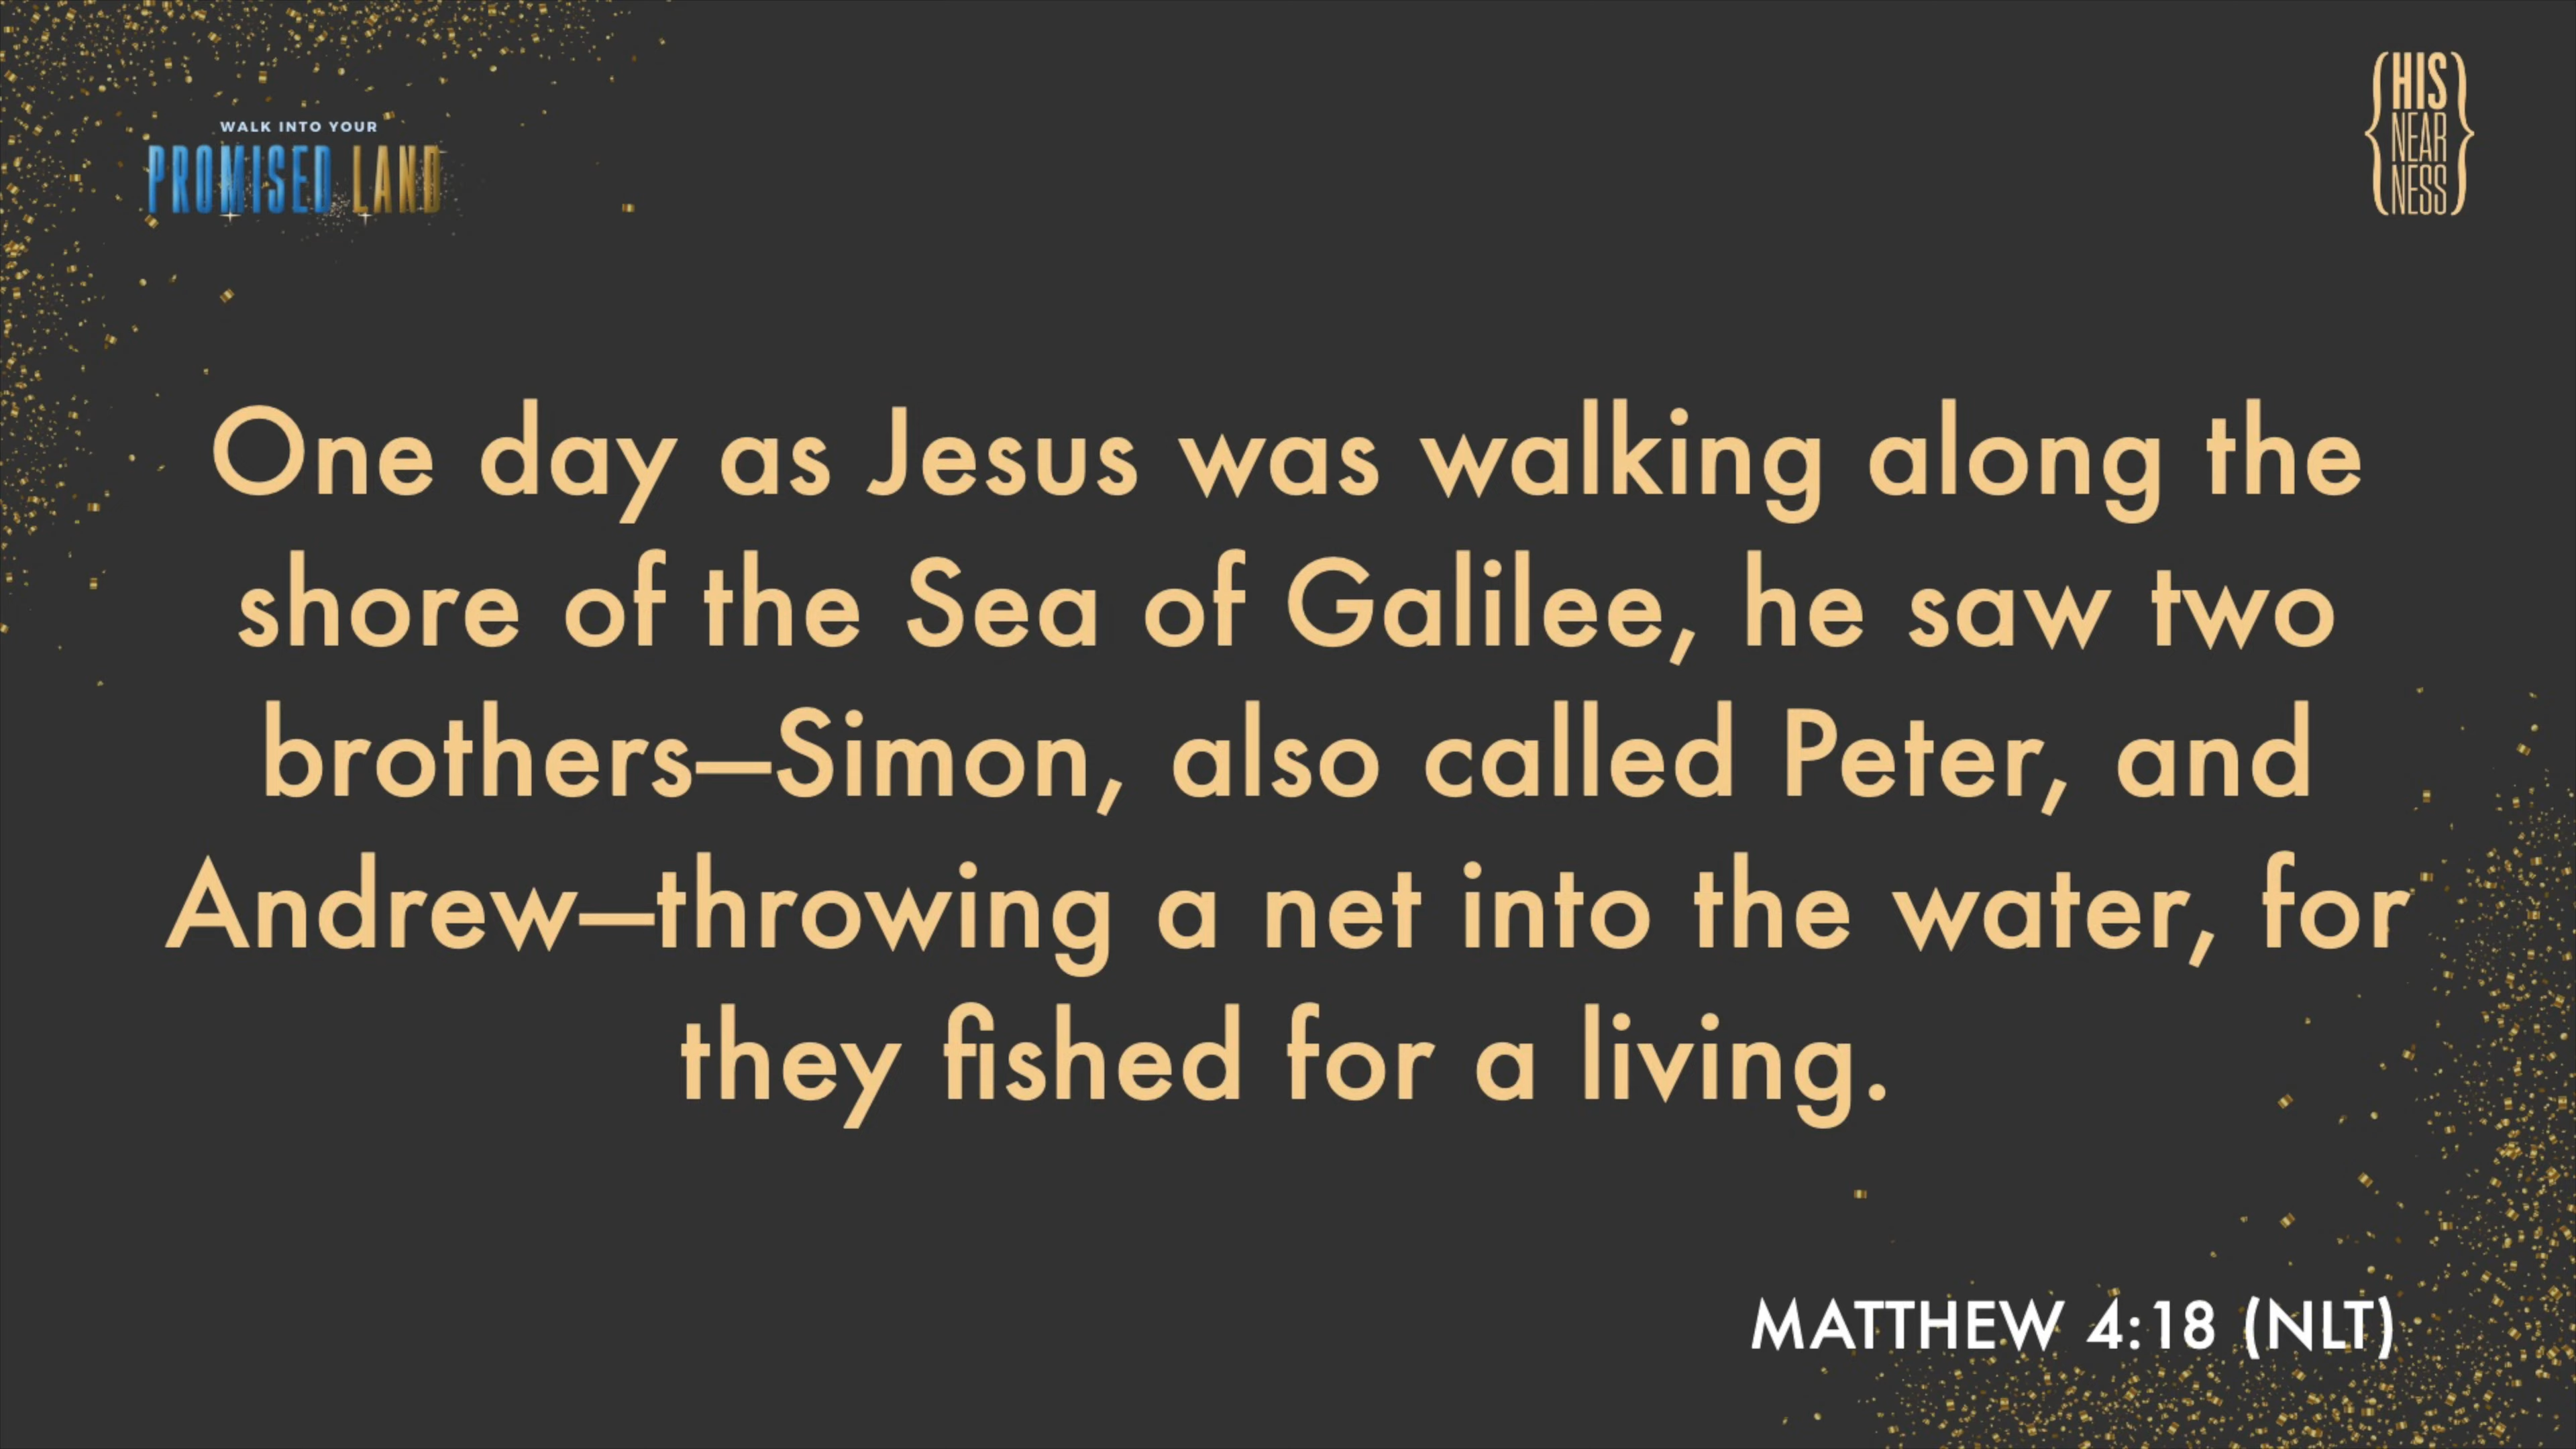 WALK INTO YOUR
PROMISED LAND
{HIS
NEAR
NESS}
One day as Jesus was walking along the
shore of the Sea of Galilee, he saw two
brothers—Simon, also called Peter, and
Andrew—throwing a net into the water, for
they fished for a living.
MATTHEW 4:18 (NLT)